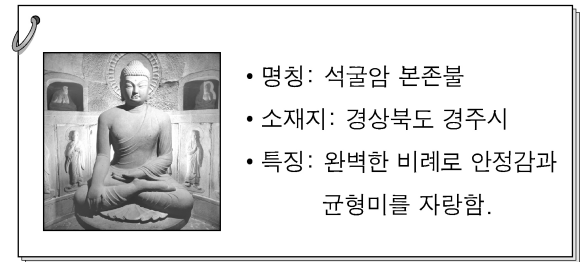 • 명칭: 석굴암 본존불
• 소재지: 경상북도 경주시
• 특징: 완벽한 비례로 안정감과
균형미를 자랑함.